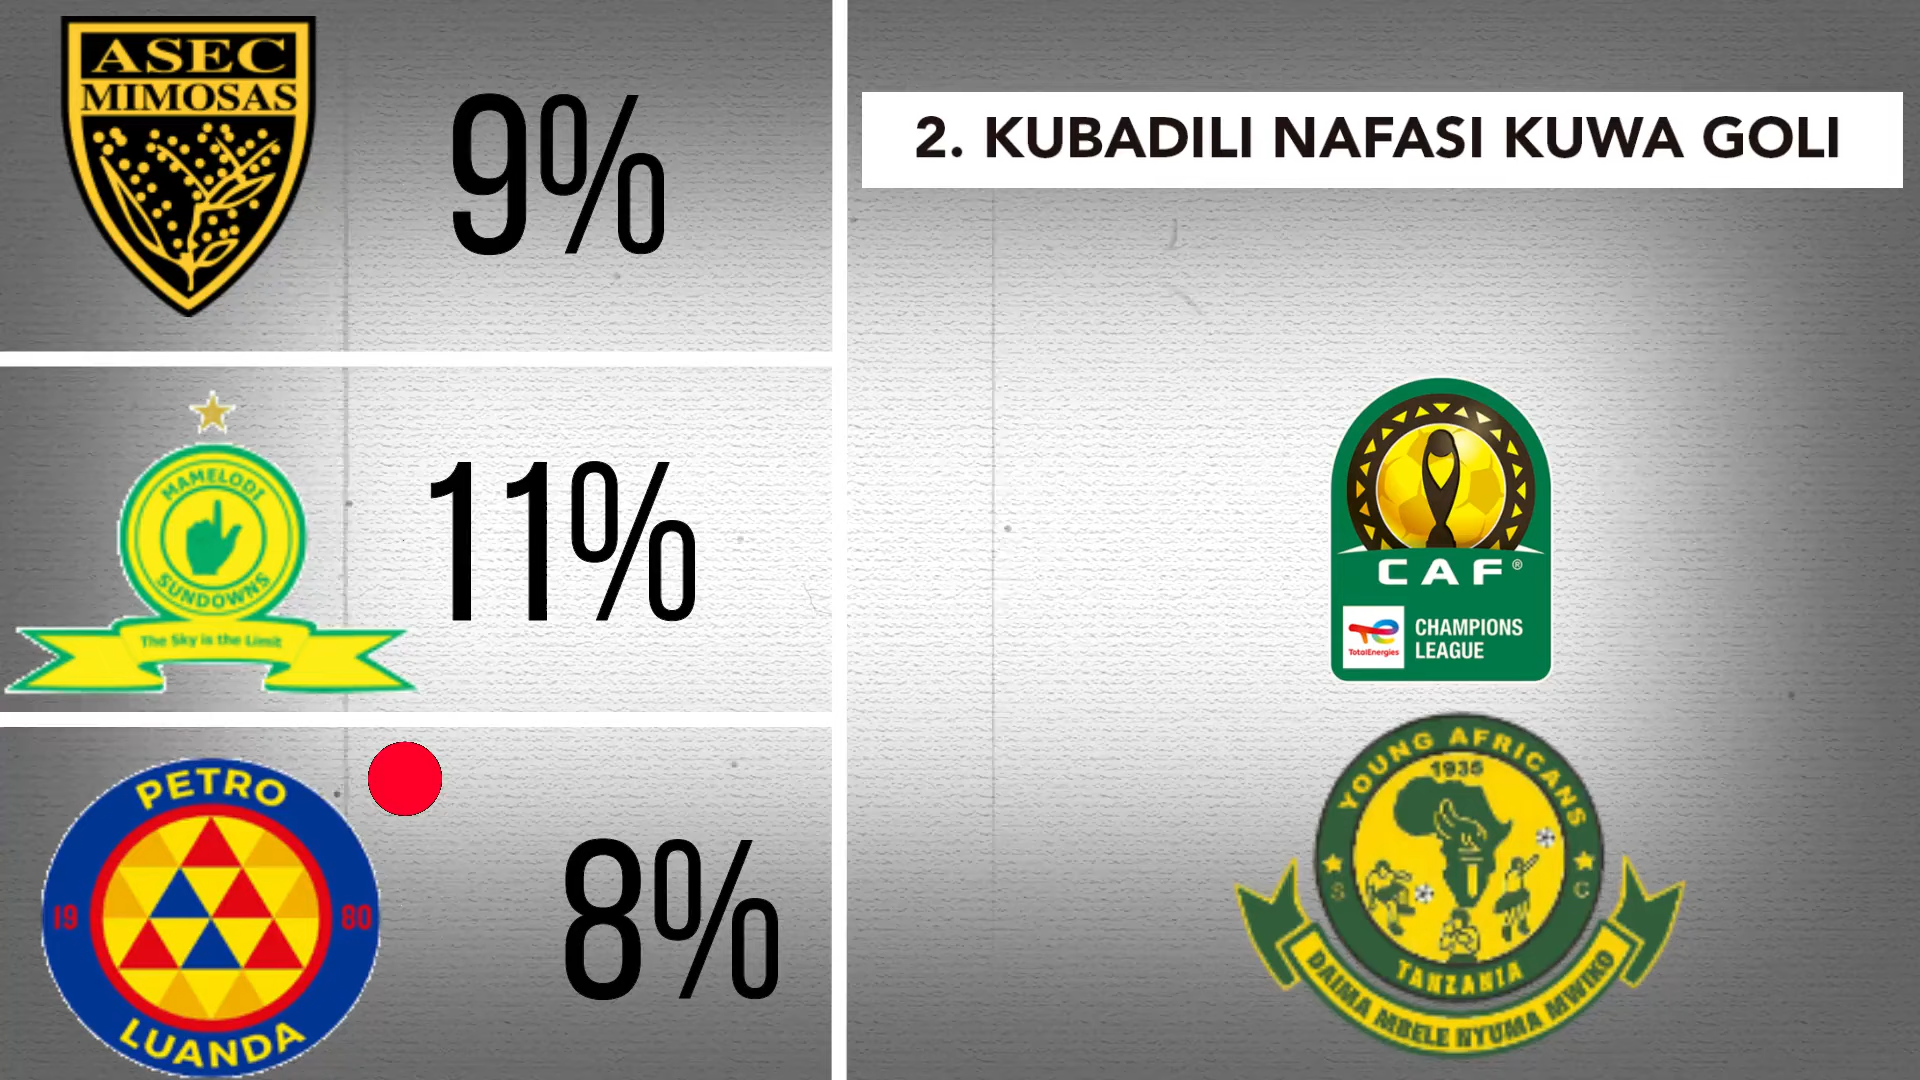 ASEC
MIMOSAS
9%
MAMELODI
SUNDOWNS
The Sky is the Limit
11%
PETRO
19 80
LUANDA
8%
2. KUBADILI NAFASI KUWA GOLI
CAF®
TotalEnergies
CHAMPIONS
LEAGUE
YOUNG AFRICANS
1935
S C
TANZANIA
DAIMA MBELE NYUMA MWIKO